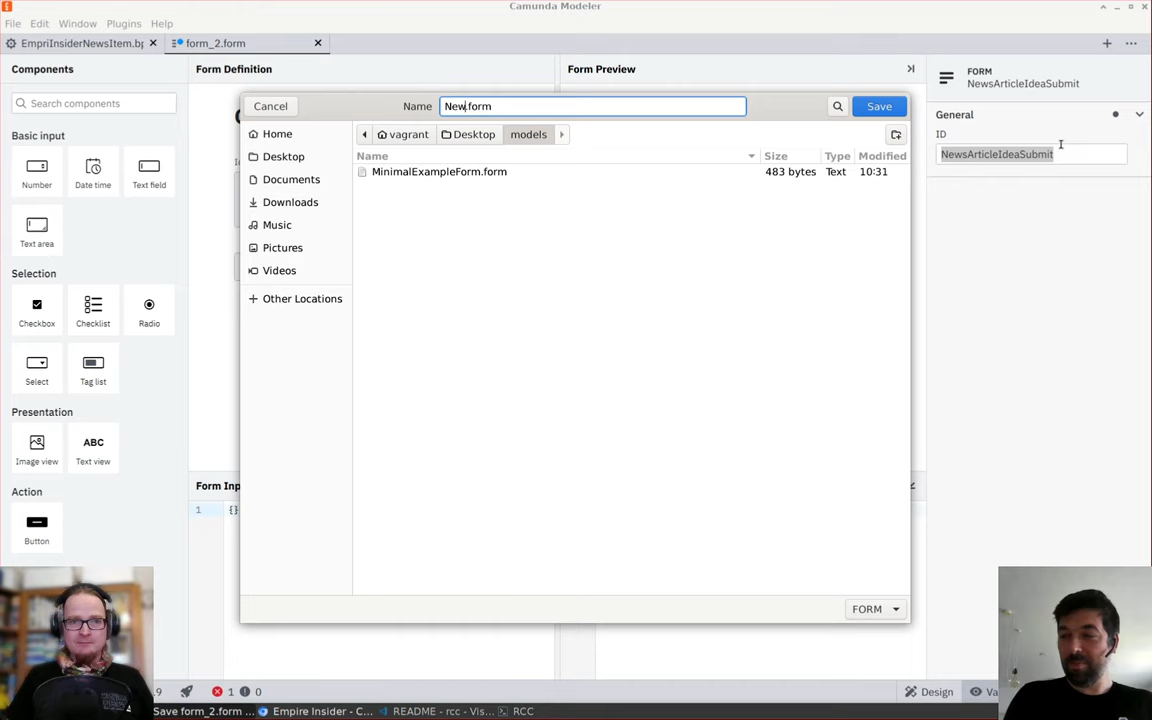 Camunda Modeler
File Edit Window Plugins Help
EmpriInsiderNewsItem.bp
form_2.form
Components
Form Definition
Form Preview
FORM
NewsArticleIdeaSubmit
Search components
Cancel
Name
New.form
Save
General
ID
NewsArticleIdeaSubmit
Basic input
Home
vagrant
Desktop
models
Desktop
Name
Size
Type
Modified
Number
Date time
Text field
Documents
MinimalExampleForm.form
483 bytes
Text
10:31
Downloads
Music
Text area
Pictures
Videos
Selection
Other Locations
Checkbox
Checklist
Radio
Select
Tag list
Presentation
ABC
Image view
Text view
Form Inp
Action
1 {}
Button
FORM
.9
1
0
Design
Va
Save form_2.form ...
Empire Insider - C...
README - rcc - Vis...
RCC